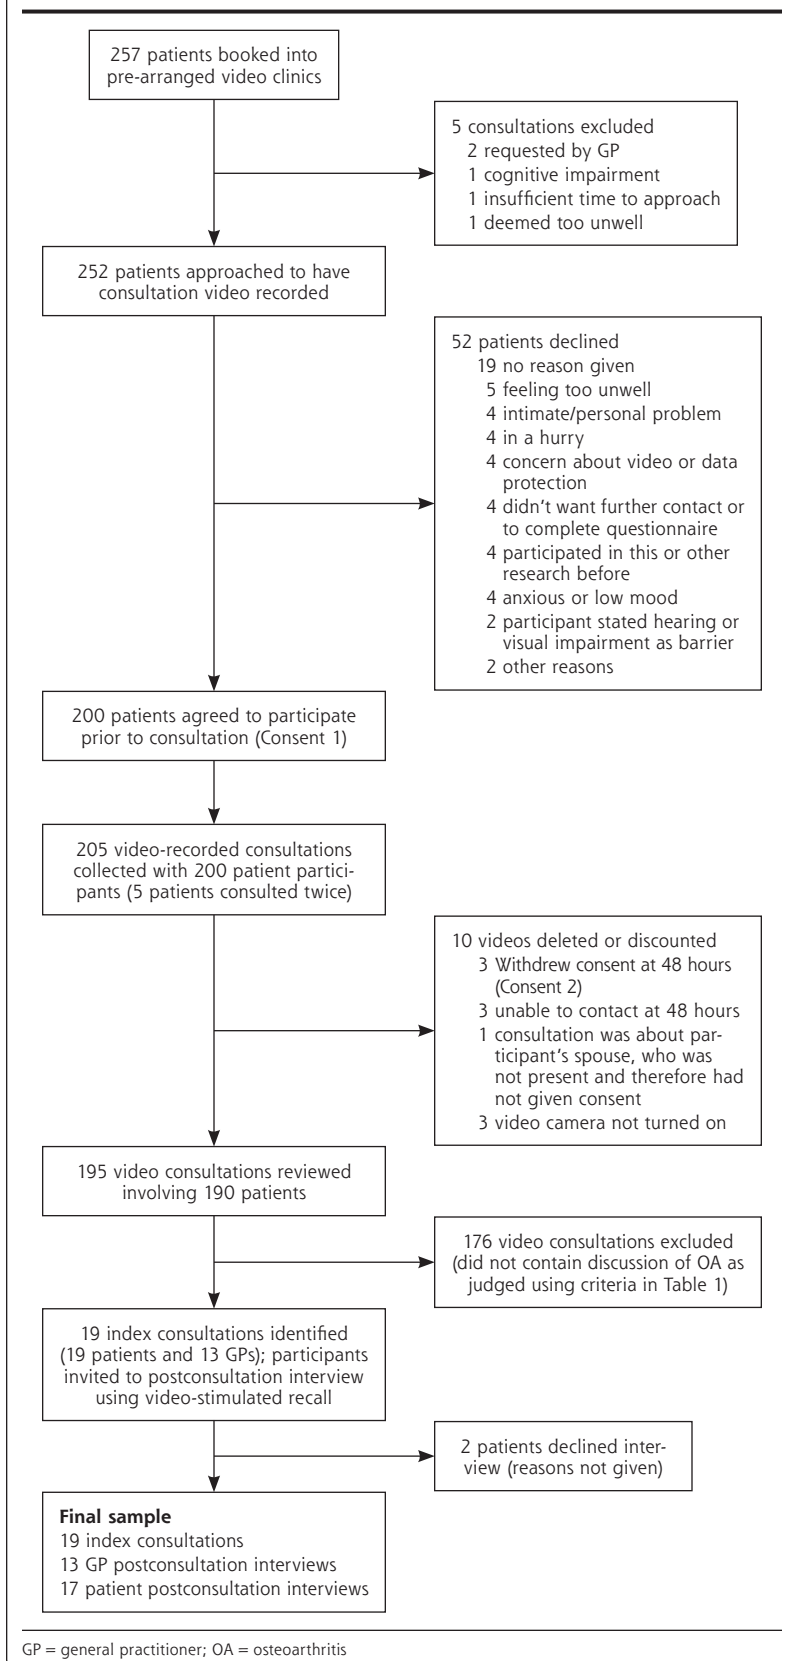 257 patients booked into
pre-arranged video clinics
5 consultations excluded
2 requested by GP
1 cognitive impairment
1 insufficient time to approach
1 deemed too unwell
252 patients approached to have
consultation video recorded
52 patients declined
19 no reason given
5 feeling too unwell
4 intimate/personal problem
4 in a hurry
4 concern about video or data
protection
4 didn't want further contact or
to complete questionnaire
4 participated in this or other
research before
4 anxious or low mood
2 participant stated hearing or
visual impairment as barrier
2 other reasons
200 patients agreed to participate
prior to consultation (Consent 1)
205 video-recorded consultations
collected with 200 patient partici-
pants (5 patients consulted twice)
10 videos deleted or discounted
3 Withdrew consent at 48 hours
(Consent 2)
3 unable to contact at 48 hours
1 consultation was about par-
ticipant's spouse, who was
not present and therefore had
not given consent
3 video camera not turned on
195 video consultations reviewed
involving 190 patients
176 video consultations excluded
(did not contain discussion of OA as
judged using criteria in Table 1)
19 index consultations identified
(19 patients and 13 GPs); participants
invited to postconsultation interview
using video-stimulated recall
2 patients declined inter-
view (reasons not given)
Final sample
19 index consultations
13 GP postconsultation interviews
17 patient postconsultation interviews
GP = general practitioner; OA = osteoarthritis